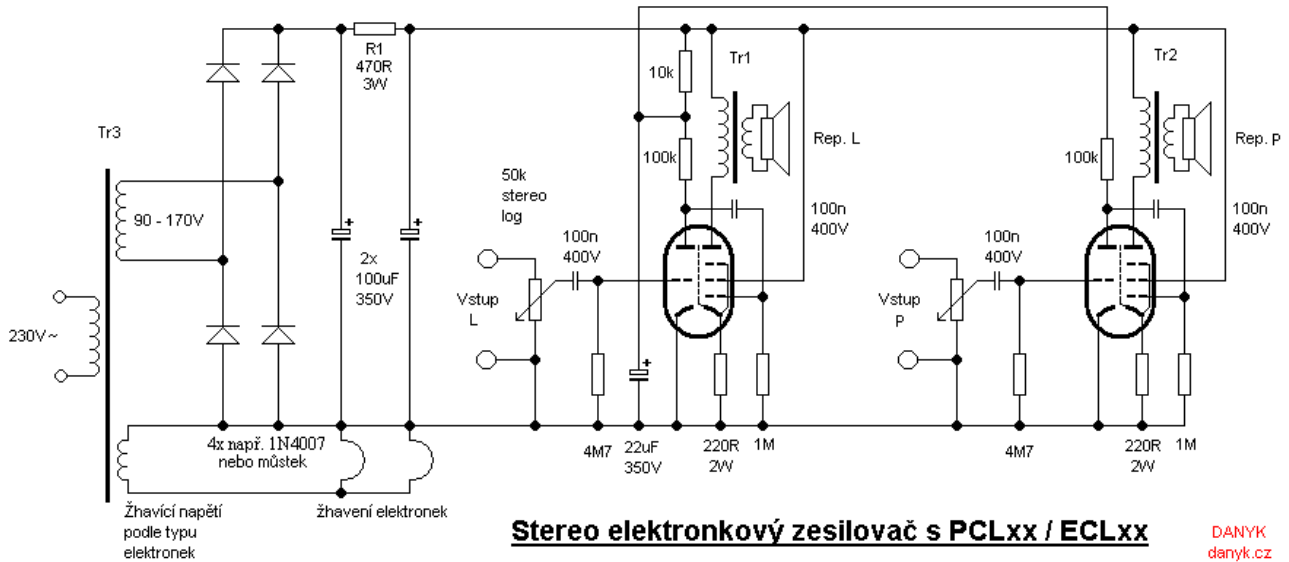 R1
470R
3W
10k
Tr1
Tr2
Tr3
100k
Rep. L
100k
Rep. P
50k
stereo
log
90 - 170V
100n
400V
100n
400V
100n
400V
100n
400V
2x
100uF
350V
Vstup
L
Vstup
P
230V~
4x např. 1N4007
nebo můstek
4M7
22uF
350V
220R
2W
1M
4M7
220R
2W
1M
Žhavící napětí
podle typu
elektronek
žhavení elektronek
Stereo elektronkový zesilovač s PCLxx / ECLxx
DANYK
danyk.cz
+
+
+